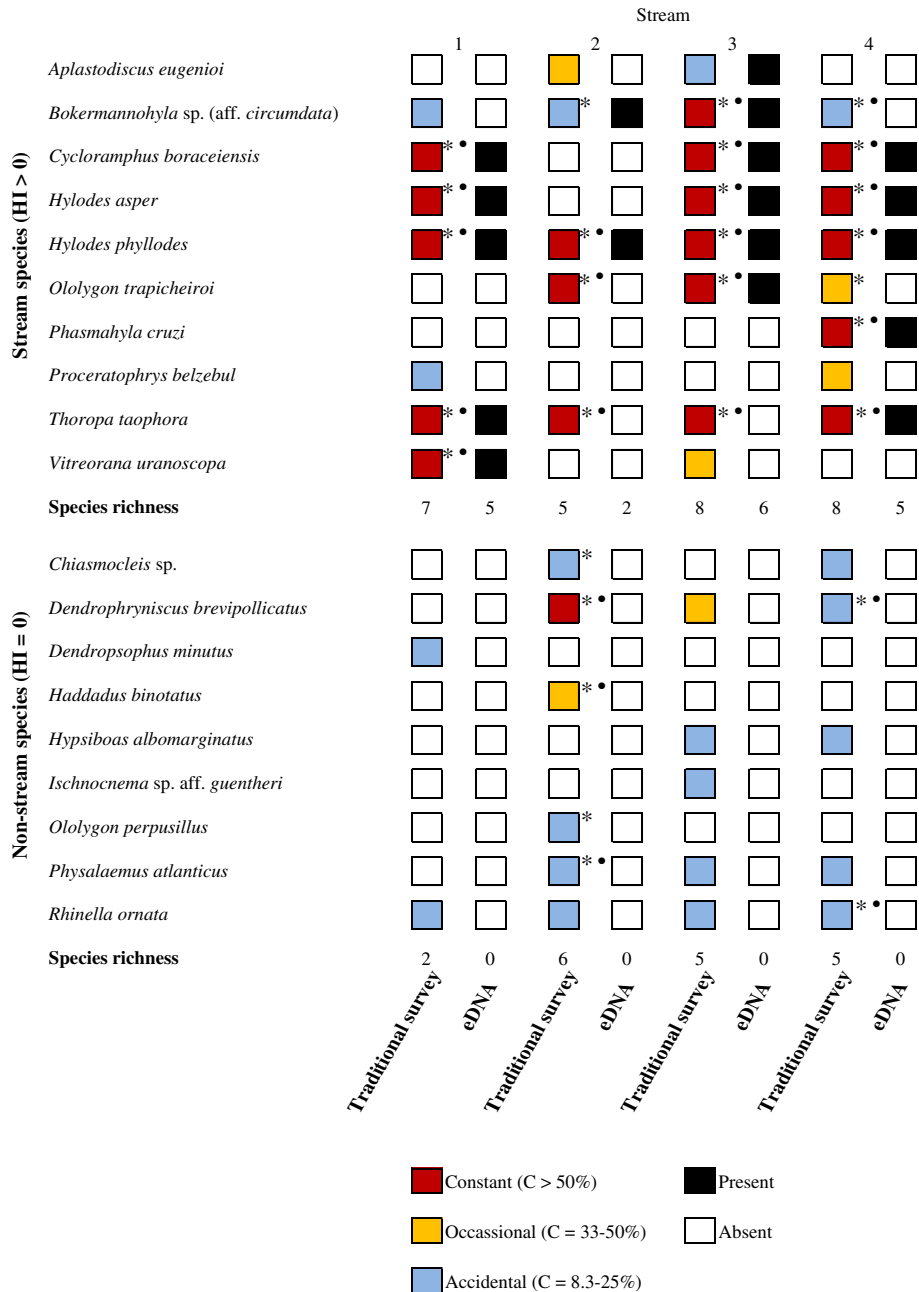 Stream
1 2 3 4
Stream species (HI > 0)
Aplastodiscus eugenioi
Bokermannohyla sp. (aff. circumdata) * * • * •
Cycloramphus boraceiensis * • * • * •
Hylodes asper * • * • * •
Hylodes phyllodes * • * • * • * •
Ololygon trapicheiroi * • * • *
Phasmahyla cruzi * •
Proceratophrys belzebul
Thoropa taophora * • * • * • * •
Vitreorana uranoscopa * •
Species richness 7 5 5 2 8 6 8 5
Non-stream species (HI = 0)
Chiasmocleis sp. *
Dendrophryniscus brevipollicatus * • * •
Dendropsophus minutus
Haddadus binotatus * •
Hypsiboas albomarginatus
Ischnocnema sp. aff. guentheri
Ololygon perpusillus *
Physalaemus atlanticus * •
Rhinella ornata * •
Species richness 2 0 6 0 5 0 5 0
Traditional survey eDNA Traditional survey eDNA Traditional survey eDNA Traditional survey eDNA
Constant (C > 50%) Present
Occassional (C = 33-50%) Absent
Accidental (C = 8.3-25%)